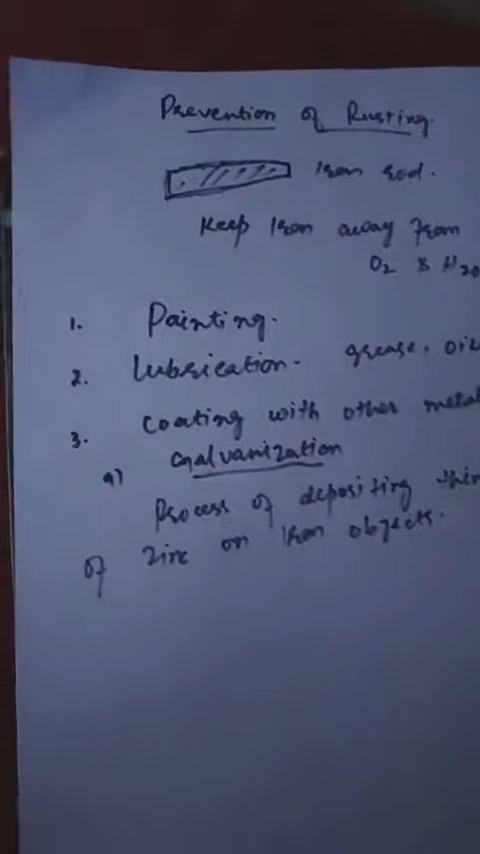 Prevention of Rusting.
Iron rod.
Keep Iron away from
O2 & H2O
1. Painting.
2. Lubrication - grease, oil
3. Coating with other metal
a) Galvanization
Process of depositing thin
of Zinc on Iron objects.